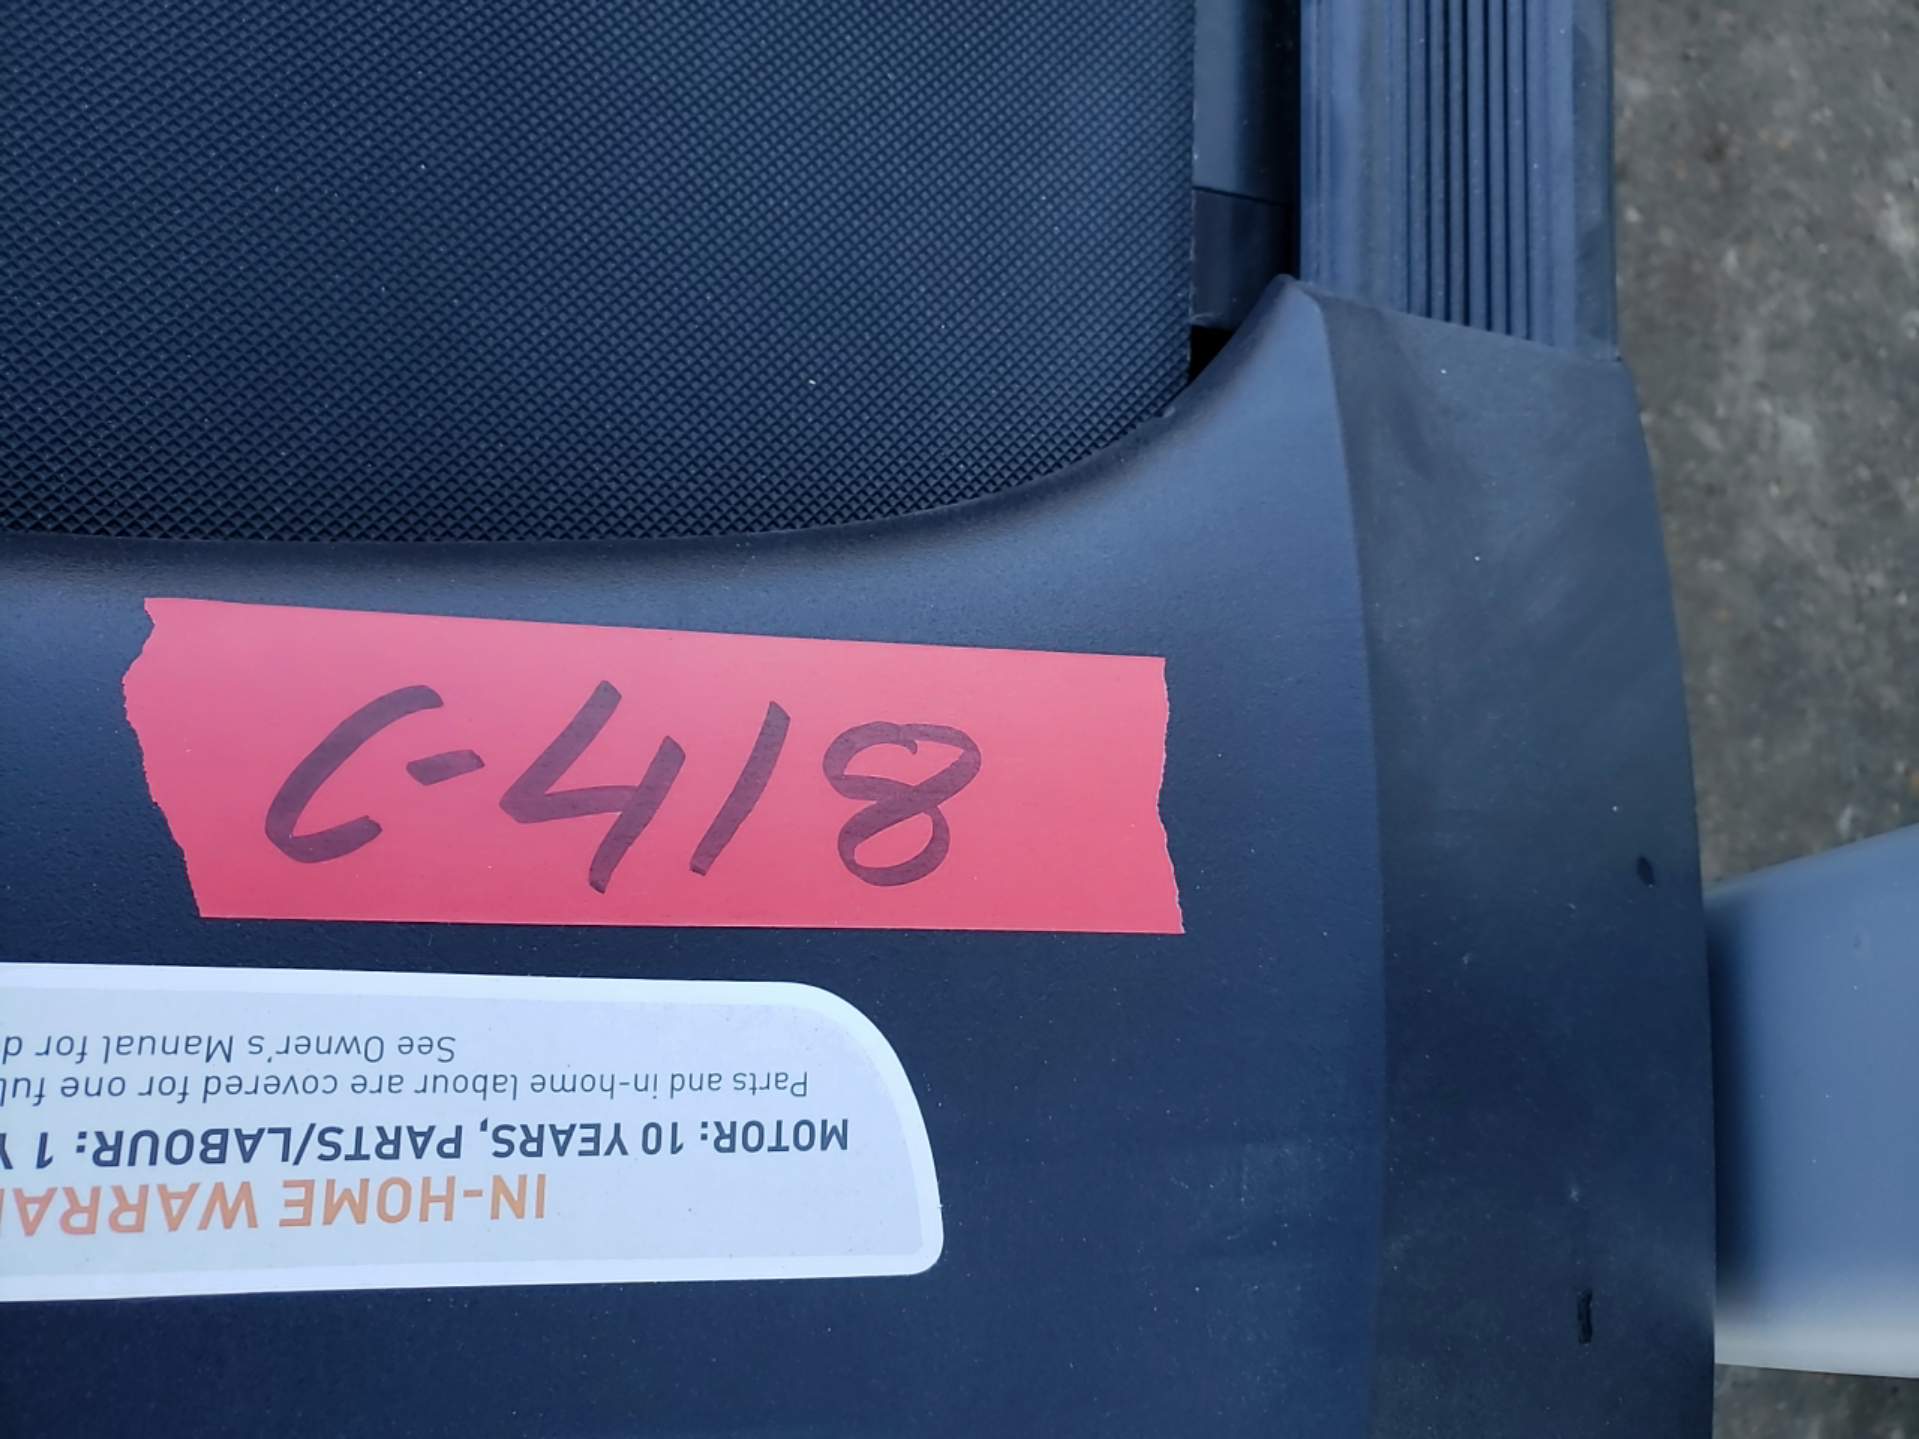 C-418
IN-HOME WARRA
MOTOR: 10 YEARS, PARTS/LABOUR: 1 Y
Parts and in-home labour are covered for one ful
See Owner's Manual for d